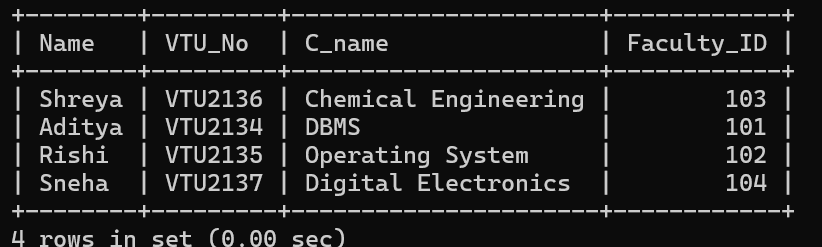 +--------+---------+-----------------------+------------+
| Name   | VTU_No  | C_name                | Faculty_ID |
+--------+---------+-----------------------+------------+
| Shreya | VTU2136 | Chemical Engineering  |        103 |
| Aditya | VTU2134 | DBMS                  |        101 |
| Rishi  | VTU2135 | Operating System      |        102 |
| Sneha  | VTU2137 | Digital Electronics   |        104 |
+--------+---------+-----------------------+------------+
4 rows in set (0.00 sec)